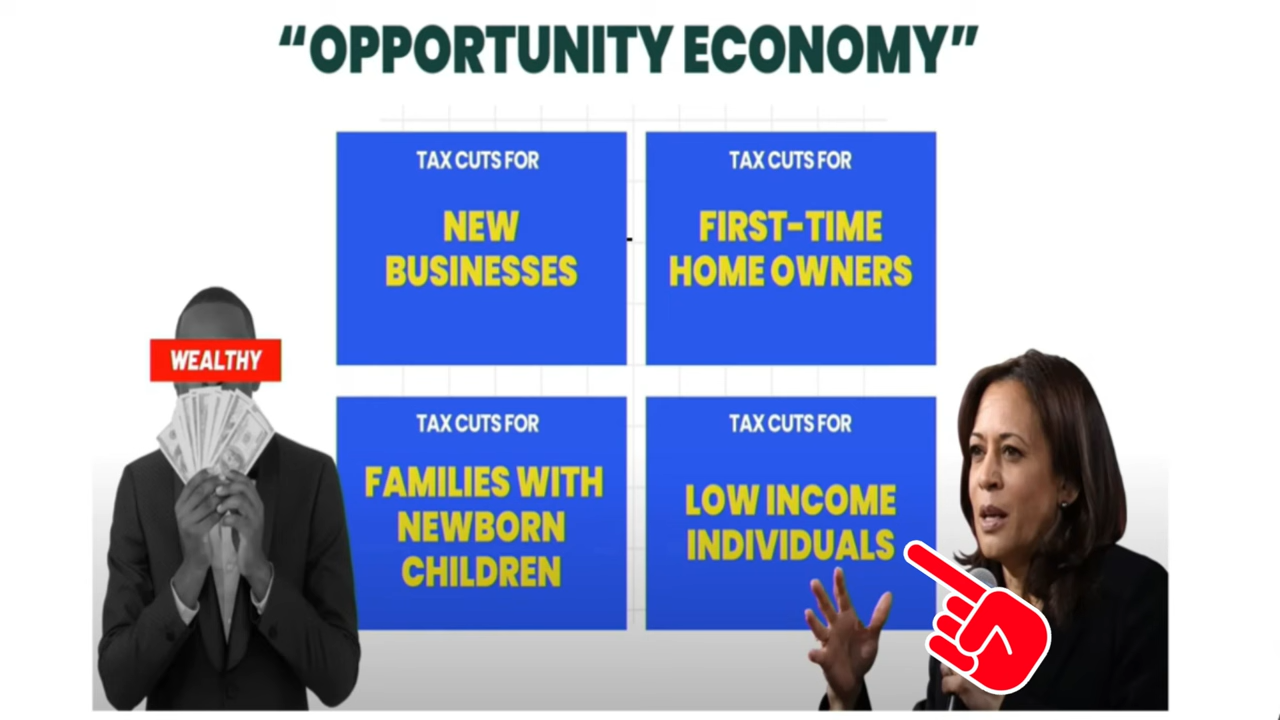 “OPPORTUNITY ECONOMY”
TAX CUTS FOR
NEW
BUSINESSES
TAX CUTS FOR
FIRST-TIME
HOME OWNERS
WEALTHY
TAX CUTS FOR
FAMILIES WITH
NEWBORN
CHILDREN
TAX CUTS FOR
LOW INCOME
INDIVIDUALS